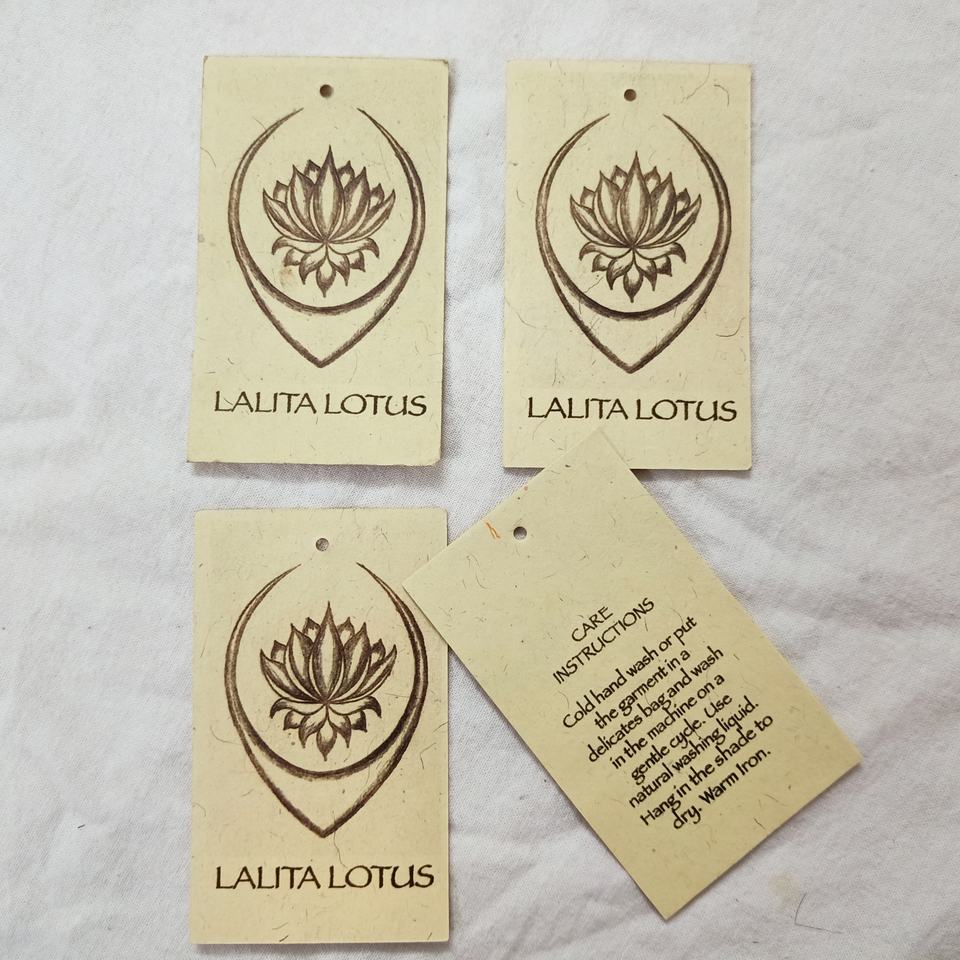 LALITA LOTUS
LALITA LOTUS
LALITA LOTUS
CARE
INSTRUCTIONS
Cold hand wash or put
the garment in a
delicates bag and wash
in the machine on a
gentle cycle. Use
natural washing liquid.
Hang in the shade to
dry. Warm Iron.